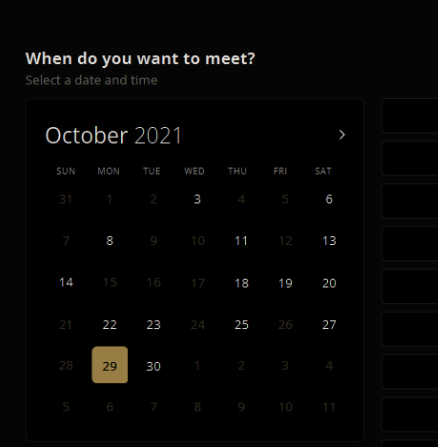 When do you want to meet?
Select a date and time
October 2021 >
SUN MON TUE WED THU FRI SAT
31 1 2 3 4 5 6
7 8 9 10 11 12 13
14 15 16 17 18 19 20
21 22 23 24 25 26 27
28 29 30 1 2 3 4
5 6 7 8 9 10 11